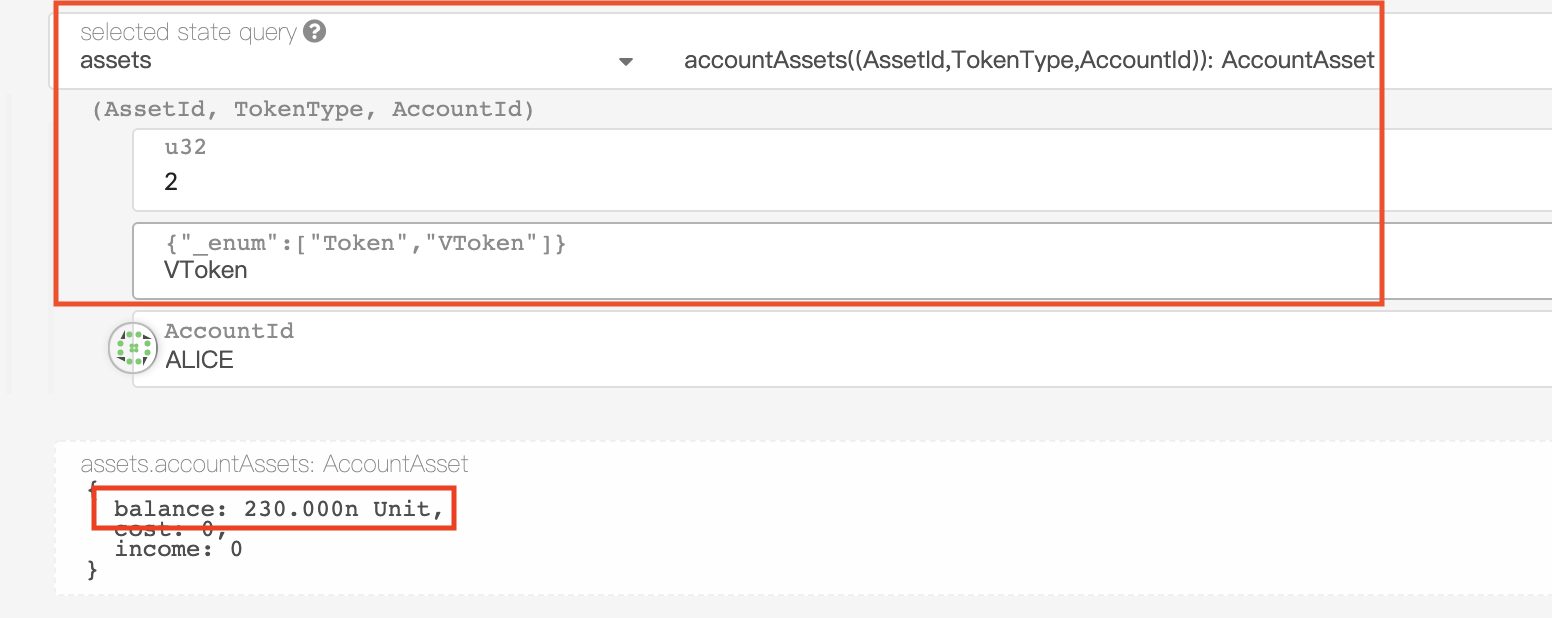 selected state query ?
assets accountAssets((AssetId,TokenType,AccountId)): AccountAsset
(AssetId, TokenType, AccountId)
u32
2
{"_enum":["Token","VToken"]}
VToken
AccountId
ALICE
assets.accountAssets: AccountAsset
{
balance: 230.000n Unit,
cost: 0,
income: 0
}